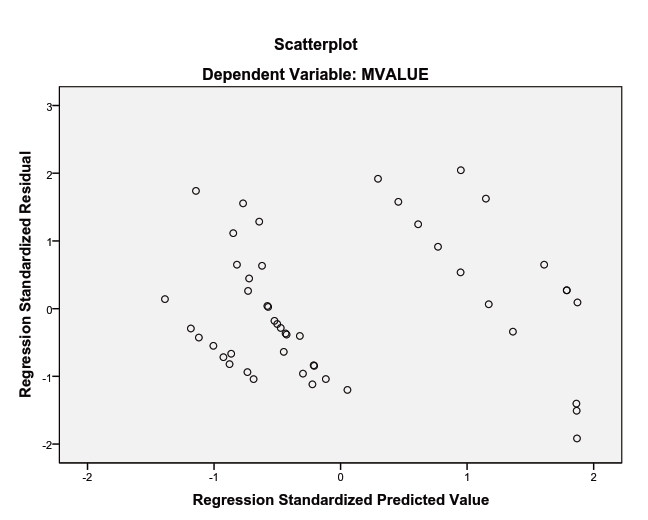 Scatterplot
Dependent Variable: MVALUE
Regression Standardized Residual
3
2
1
0
-1
-2
-2
-1
0
1
2
Regression Standardized Predicted Value